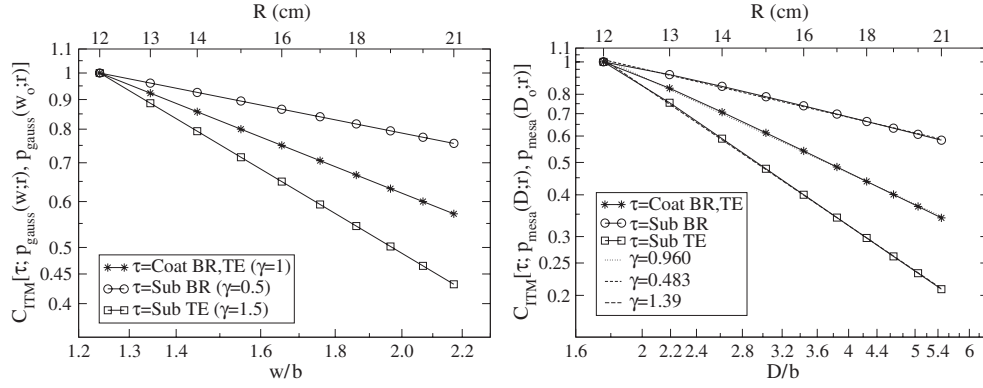 R (cm)
12 13 14 16 18 21
1.1
1
0.9
0.8
0.7
0.6
0.5
0.45
0.4
C_ITM[τ; p_gauss(w;r), p_gauss(w_o;r)]
τ=Coat BR,TE (γ=1)
τ=Sub BR (γ=0.5)
τ=Sub TE (γ=1.5)
1.2 1.3 1.4 1.6 1.8 2.0 2.2
w/b
R (cm)
12 13 14 16 18 21
1.1
1
0.9
0.8
0.7
0.6
0.5
0.4
0.3
0.25
0.2
C_ITM[τ; p_mesa(D;r), p_mesa(D_o;r)]
τ=Coat BR,TE
τ=Sub BR
τ=Sub TE
γ=0.960
γ=0.483
γ=1.39
1.6 2 2.2 2.4 2.8 3.2 3.6 4 4.4 5 5.4 6
D/b